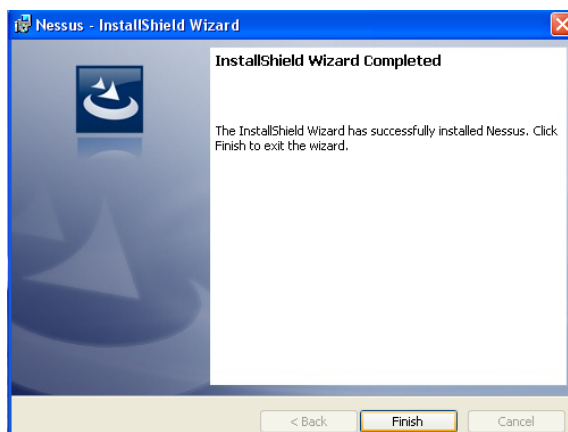 Nessus - InstallShield Wizard
InstallShield Wizard Completed
The InstallShield Wizard has successfully installed Nessus. Click
Finish to exit the wizard.
< Back
Finish
Cancel